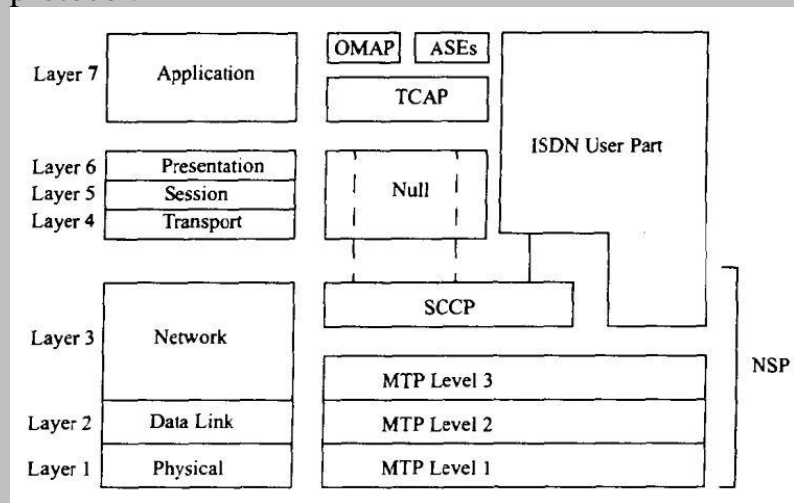 protocol.
Layer 7
Application
OMAP
ASEs
TCAP
ISDN User Part
Layer 6
Presentation
Layer 5
Session
Null
Layer 4
Transport
SCCP
Layer 3
Network
NSP
MTP Level 3
Layer 2
Data Link
MTP Level 2
Layer 1
Physical
MTP Level 1